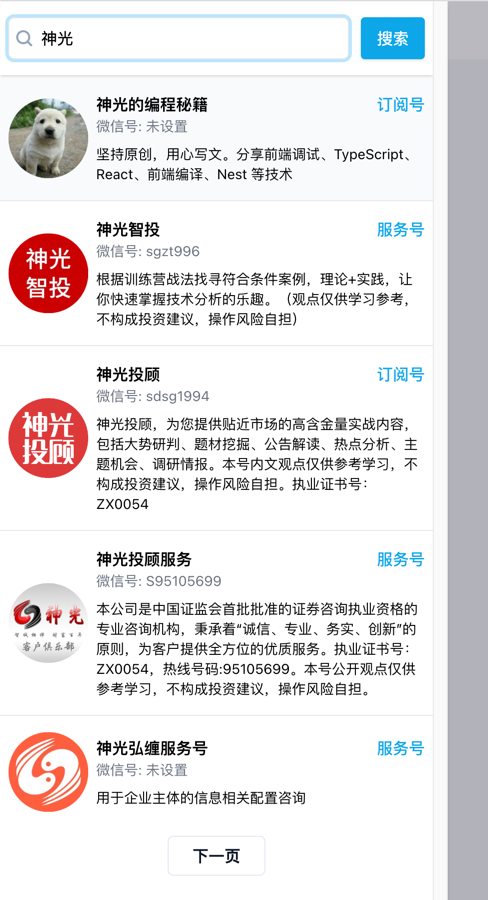 神光
搜索
神光的编程秘籍
订阅号
微信号: 未设置
坚持原创，用心写文。分享前端调试、TypeScript、
React、前端编译、Nest 等技术
神光
智投
神光智投
服务号
微信号: sgzt996
根据训练营战法找寻符合条件案例，理论+实践，让
你快速掌握技术分析的乐趣。（观点仅供学习参考，
不构成投资建议，操作风险自担）
神光
投顾
神光投顾
订阅号
微信号: sdsg1994
神光投顾，为您提供贴近市场的高含金量实战内容，
包括大势研判、题材挖掘、公告解读、热点分析、主
题机会、调研情报。本号内文观点仅供参考学习，不
构成投资建议，操作风险自担。执业证书号：
ZX0054
神光
客户俱乐部
神光投顾服务
服务号
微信号: S95105699
本公司是中国证监会首批批准的证券咨询执业资格的
专业咨询机构，秉承着“诚信、专业、务实、创新”的
原则，为客户提供全方位的优质服务。执业证书号：
ZX0054，热线号码:95105699。本号公开观点仅供
参考学习，不构成投资建议，操作风险自担。
神光弘缠服务号
服务号
微信号: 未设置
用于企业主体的信息相关配置咨询
下一页